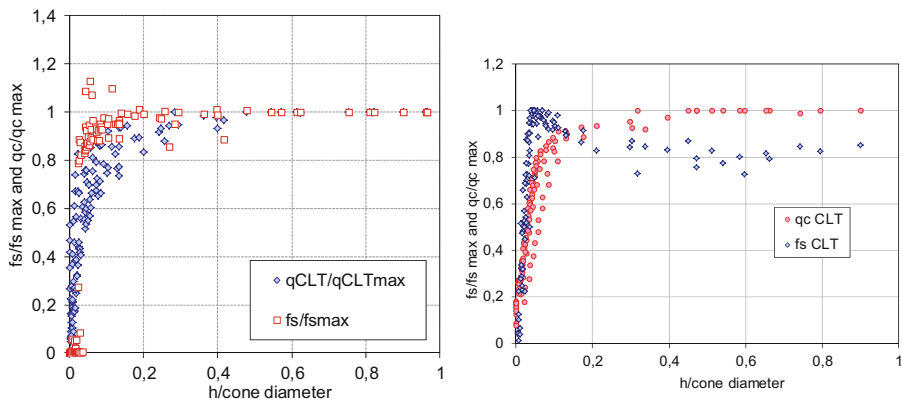 1,4
1,2
1
0,8
0,6
0,4
0,2
0
fs/fs max and qc/qc max
qCLT/qCLTmax
fs/fsmax
0 0,2 0,4 0,6 0,8 1
h/cone diameter
1,2
1
0,8
0,6
0,4
0,2
0
fs/fs max and qc/qc max
qc CLT
fs CLT
0 0,2 0,4 0,6 0,8 1
h/cone diameter